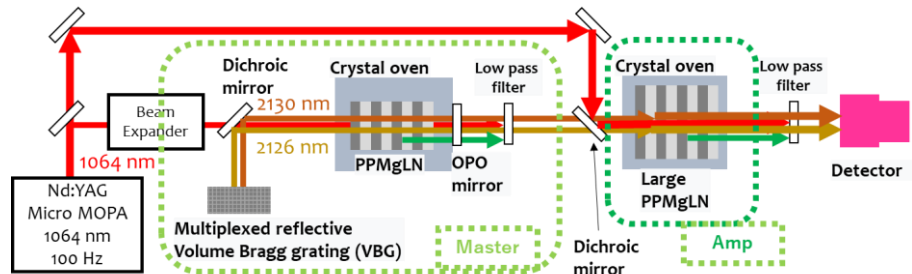 Dichroic
mirror
Crystal oven
Low pass
filter
Crystal oven
Low pass
filter
2130 nm
Beam
Expander
1064 nm
2126 nm
PPMgLN
OPO
mirror
Large
PPMgLN
Detector
Nd:YAG
Micro MOPA
1064 nm
100 Hz
Multiplexed reflective
Volume Bragg grating (VBG)
Master
Dichroic
mirror
Amp